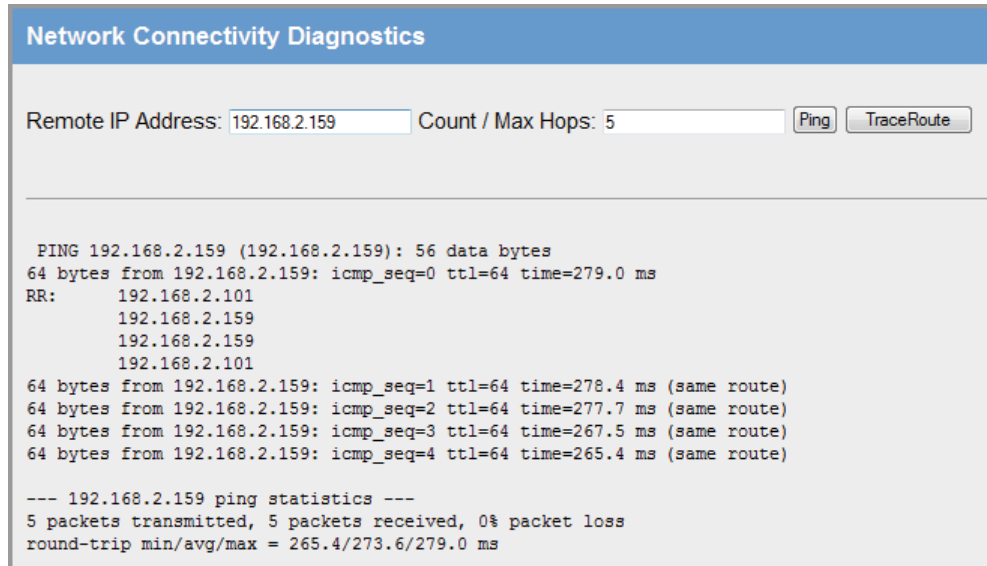 Network Connectivity Diagnostics
Remote IP Address: 192.168.2.159 Count / Max Hops: 5 Ping TraceRoute
PING 192.168.2.159 (192.168.2.159): 56 data bytes
64 bytes from 192.168.2.159: icmp_seq=0 ttl=64 time=279.0 ms
RR: 192.168.2.101
192.168.2.159
192.168.2.159
192.168.2.101
64 bytes from 192.168.2.159: icmp_seq=1 ttl=64 time=278.4 ms (same route)
64 bytes from 192.168.2.159: icmp_seq=2 ttl=64 time=277.7 ms (same route)
64 bytes from 192.168.2.159: icmp_seq=3 ttl=64 time=267.5 ms (same route)
64 bytes from 192.168.2.159: icmp_seq=4 ttl=64 time=265.4 ms (same route)
--- 192.168.2.159 ping statistics ---
5 packets transmitted, 5 packets received, 0% packet loss
round-trip min/avg/max = 265.4/273.6/279.0 ms